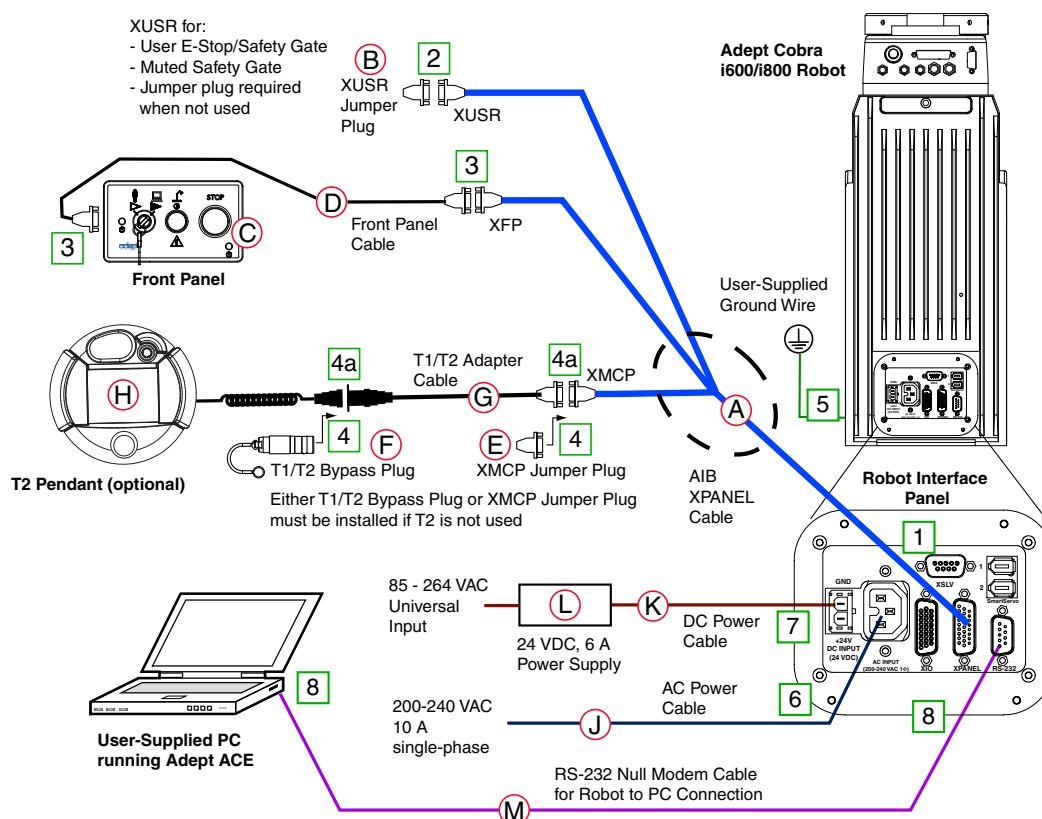 XUSR for:
- User E-Stop/Safety Gate
- Muted Safety Gate
- Jumper plug required
when not used
B
XUSR
Jumper
Plug
2
XUSR
Adept Cobra
i600/i800 Robot
3
D
Front Panel
Cable
XFP
STOP
adept
C
3
Front Panel
User-Supplied
Ground Wire
5
H
T2 Pendant (optional)
4a
T1/T2 Adapter
Cable
G
4a
XMCP
4
F
T1/T2 Bypass Plug
E
4
XMCP Jumper Plug
Either T1/T2 Bypass Plug or XMCP Jumper Plug
must be installed if T2 is not used
A
AIB
XPANEL
Cable
Robot Interface
Panel
1
XSLV
1
2
SmartServo
GND
+24V
DC INPUT
(24 VDC)
AC INPUT
(200-240 VAC 1Φ)
XIO
XPANEL
RS-232
85 - 264 VAC
Universal
Input
L
24 VDC, 6 A
Power Supply
K
DC Power
Cable
7
200-240 VAC
10 A
single-phase
J
AC Power
Cable
6
8
8
User-Supplied PC
running Adept ACE
RS-232 Null Modem Cable
for Robot to PC Connection
M